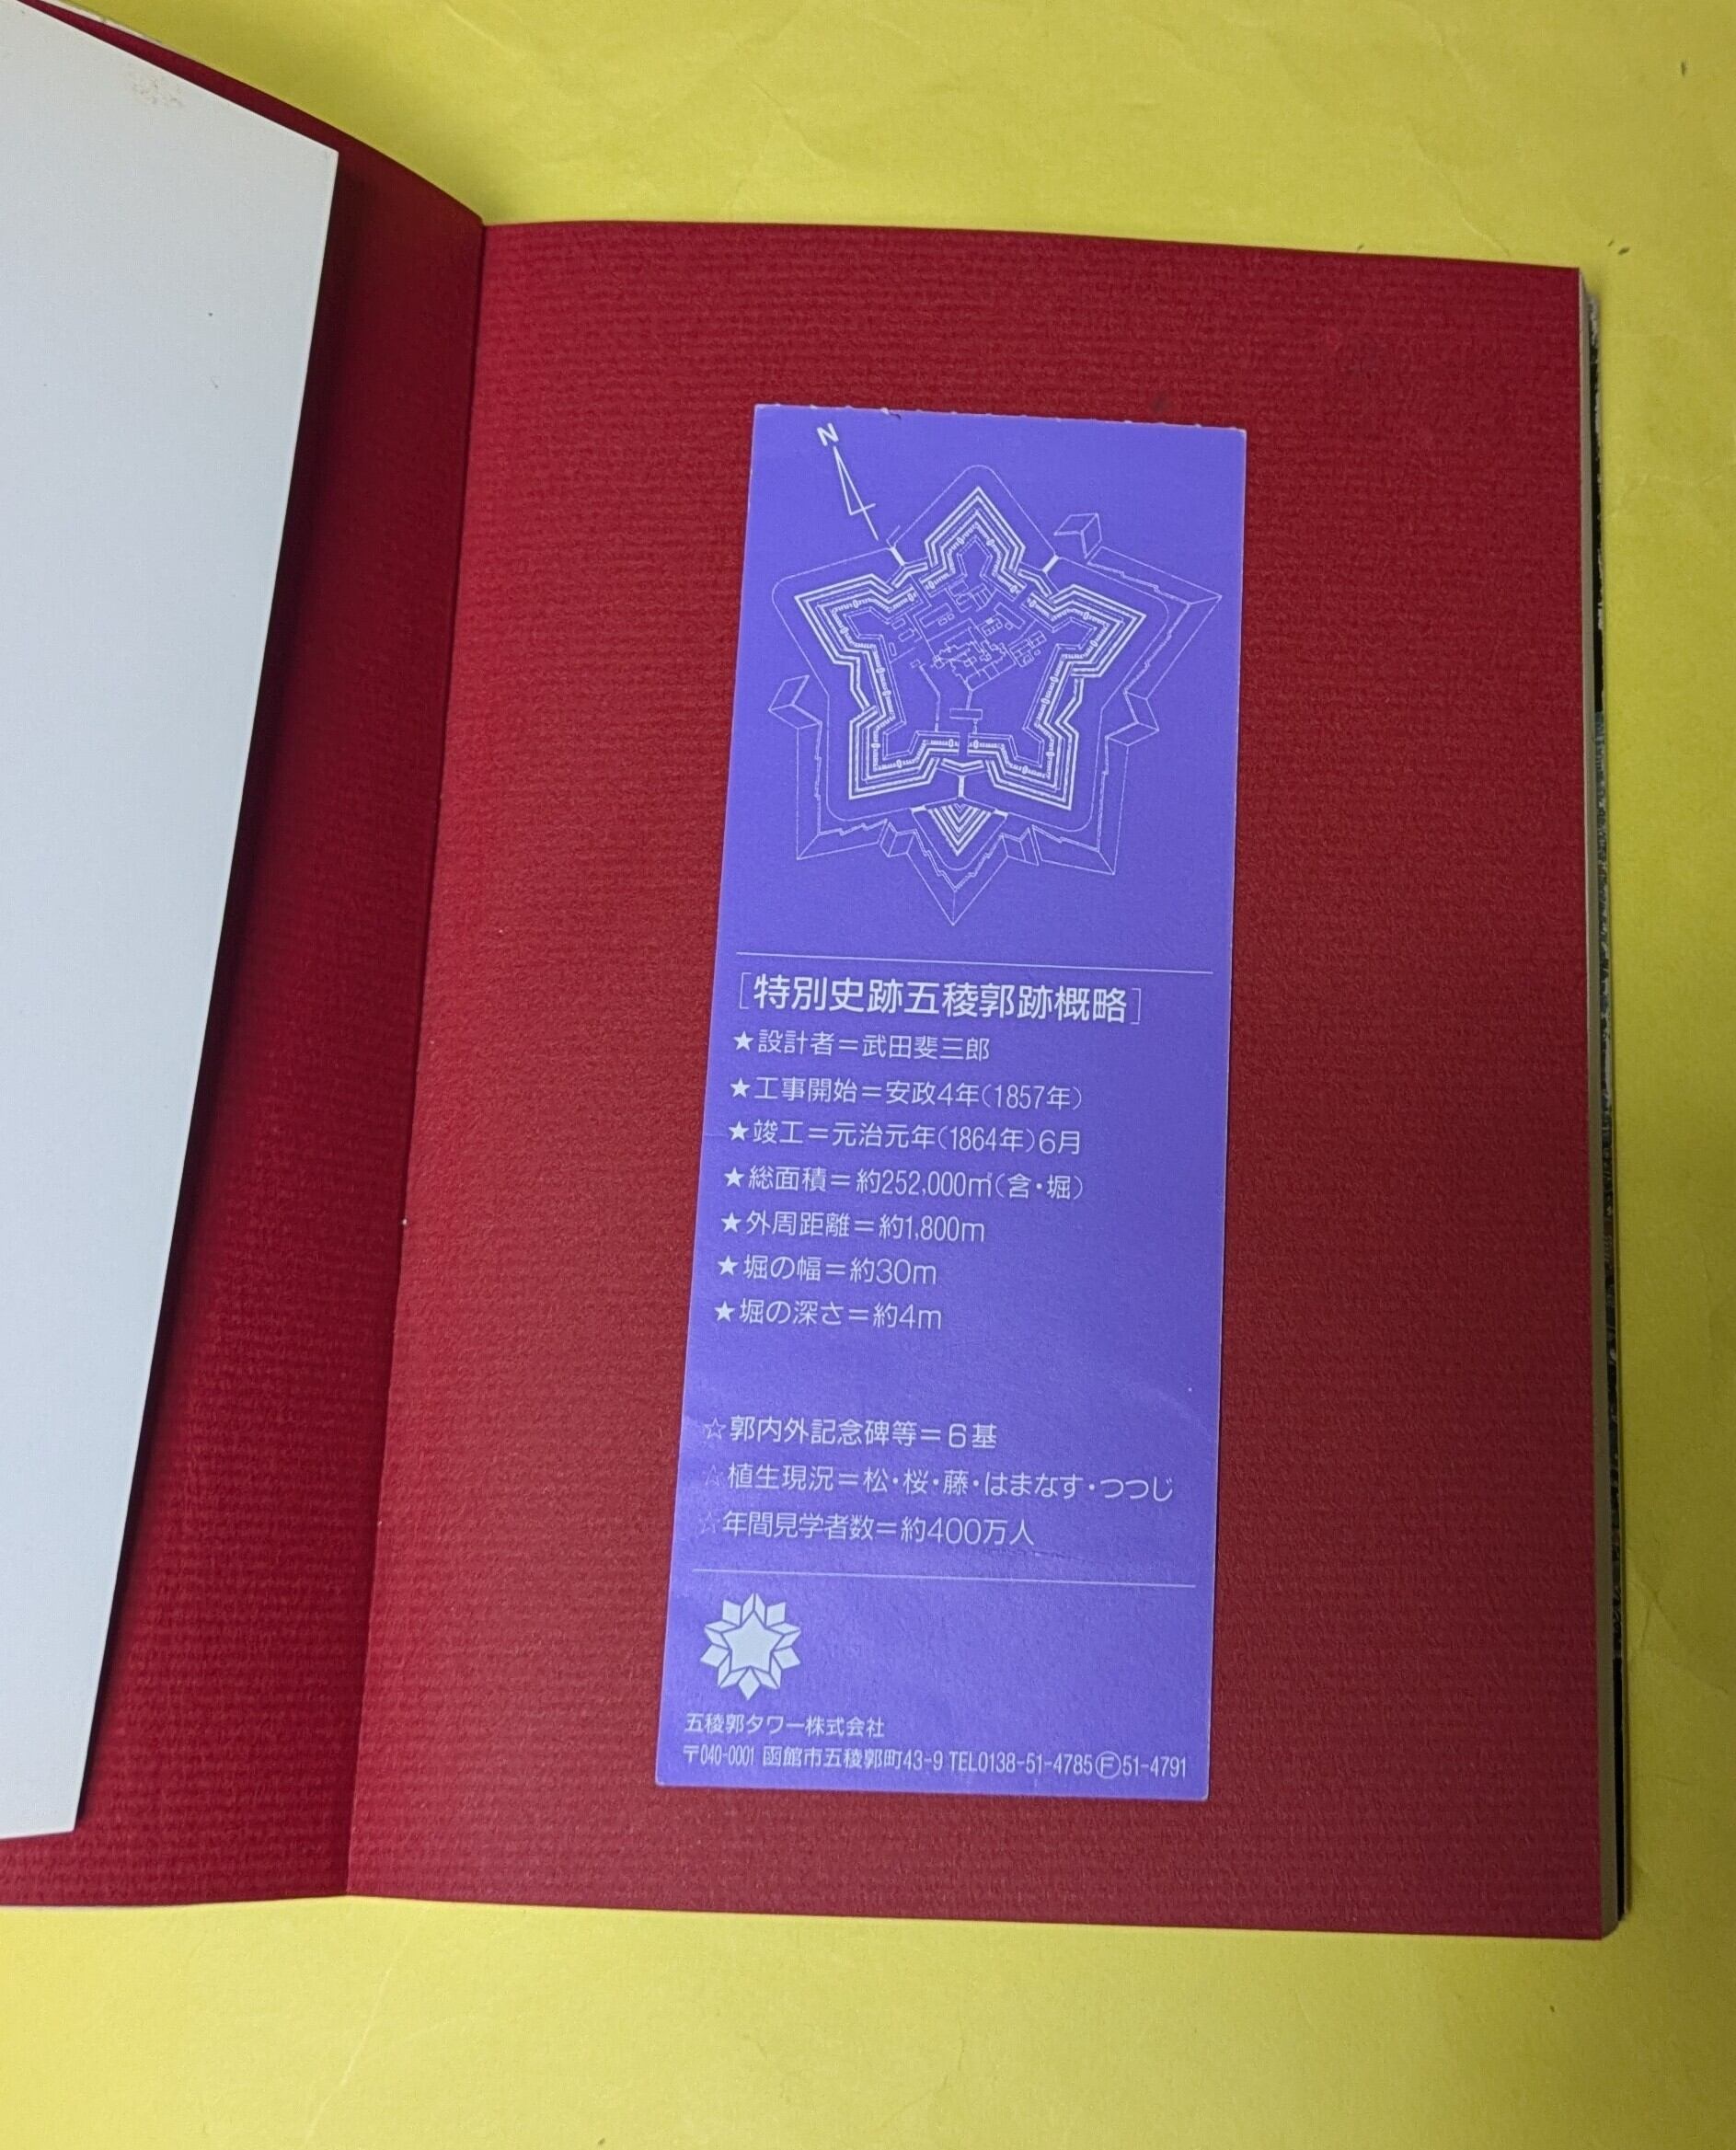 N
[特別史跡五稜郭跡概略]
★設計者＝武田斐三郎
★工事開始＝安政4年(1857年)
★竣工＝元治元年(1864年)6月
★総面積＝約252,000㎡(含・堀)
★外周距離＝約1,800m
★堀の幅＝約30m
★堀の深さ＝約4m
☆郭内外記念碑等＝6基
☆植生現況＝松・桜・藤・はまなす・つつじ
☆年間見学者数＝約400万人
五稜郭タワー株式会社
〒040-0001 函館市五稜郭町43-9 TEL0138-51-4785Ⓕ51-4791